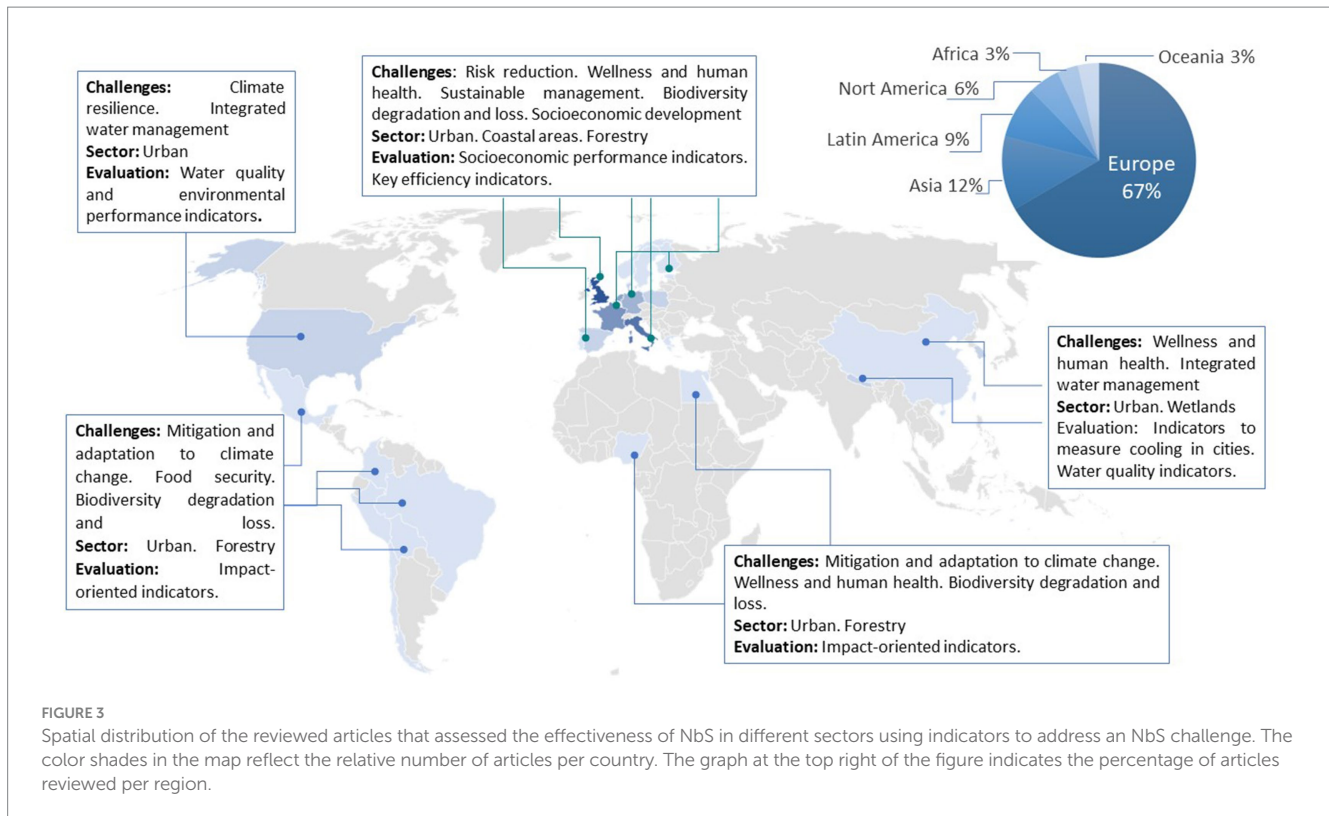 Challenges: Climate
resilience. Integrated
water management
Sector: Urban
Evaluation: Water quality
and environmental
performance indicators.
Challenges: Risk reduction. Wellness and human
health. Sustainable management. Biodiversity
degradation and loss. Socioeconomic development
Sector: Urban. Coastal areas. Forestry
Evaluation: Socioeconomic performance indicators.
Key efficiency indicators.
Africa 3%
Oceania 3%
Nort America 6%
Latin America 9%
Asia 12%
Europe
67%
Challenges: Mitigation and
adaptation to climate
change. Food security.
Biodiversity degradation
and loss.
Sector: Urban. Forestry
Evaluation: Impact-
oriented indicators.
Challenges: Wellness and
human health. Integrated
water management
Sector: Urban. Wetlands
Evaluation: Indicators to
measure cooling in cities.
Water quality indicators.
Challenges: Mitigation and adaptation to climate change.
Wellness and human health. Biodiversity degradation and
loss.
Sector: Urban. Forestry
Evaluation: Impact-oriented indicators.
FIGURE 3
Spatial distribution of the reviewed articles that assessed the effectiveness of NbS in different sectors using indicators to address an NbS challenge. The
color shades in the map reflect the relative number of articles per country. The graph at the top right of the figure indicates the percentage of articles
reviewed per region.